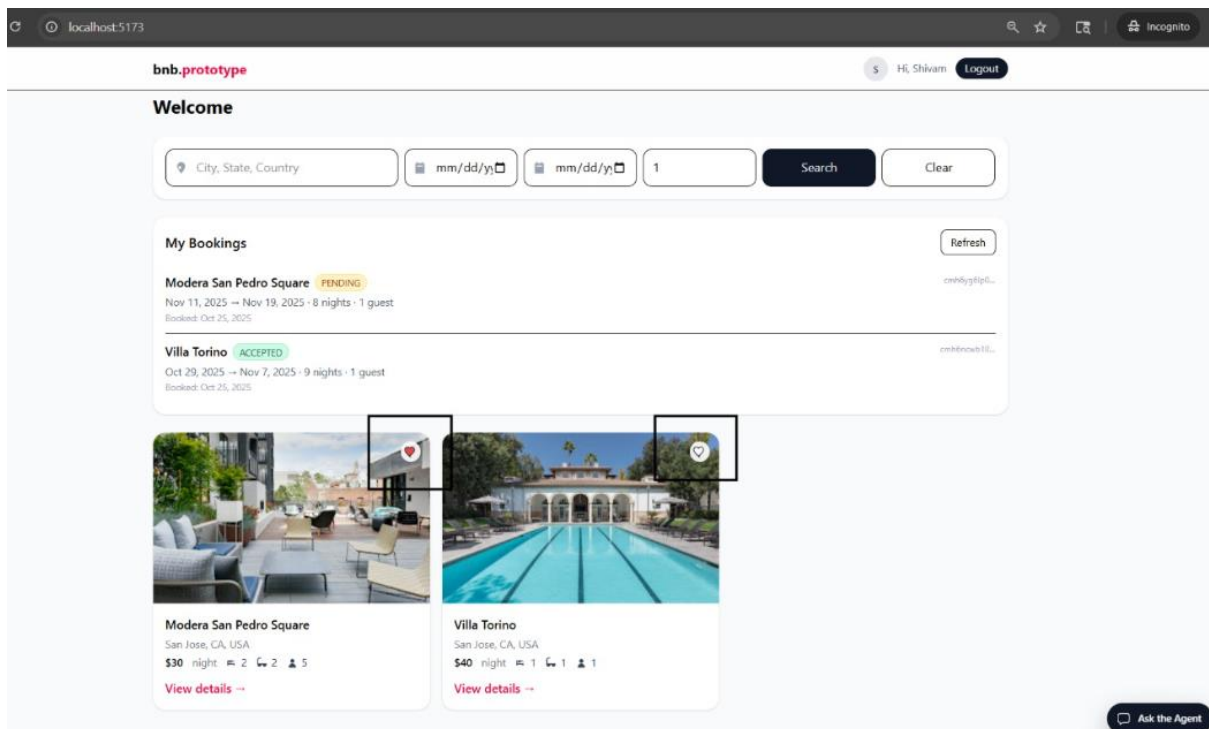 localhost:5173
Incognito
bnb.prototype
S Hi, Shivam Logout
Welcome
City, State, Country mm/dd/yy mm/dd/yy 1 Search Clear
My Bookings Refresh
Modera San Pedro Square PENDING
Nov 11, 2025 → Nov 19, 2025 · 8 nights · 1 guest
Booked: Oct 25, 2025
Villa Torino ACCEPTED
Oct 29, 2025 → Nov 7, 2025 · 9 nights · 1 guest
Booked: Oct 25, 2025
Modera San Pedro Square
San Jose, CA, USA
$30 night 2 2 5
View details →
Villa Torino
San Jose, CA, USA
$40 night 1 1 1
View details →
Ask the Agent